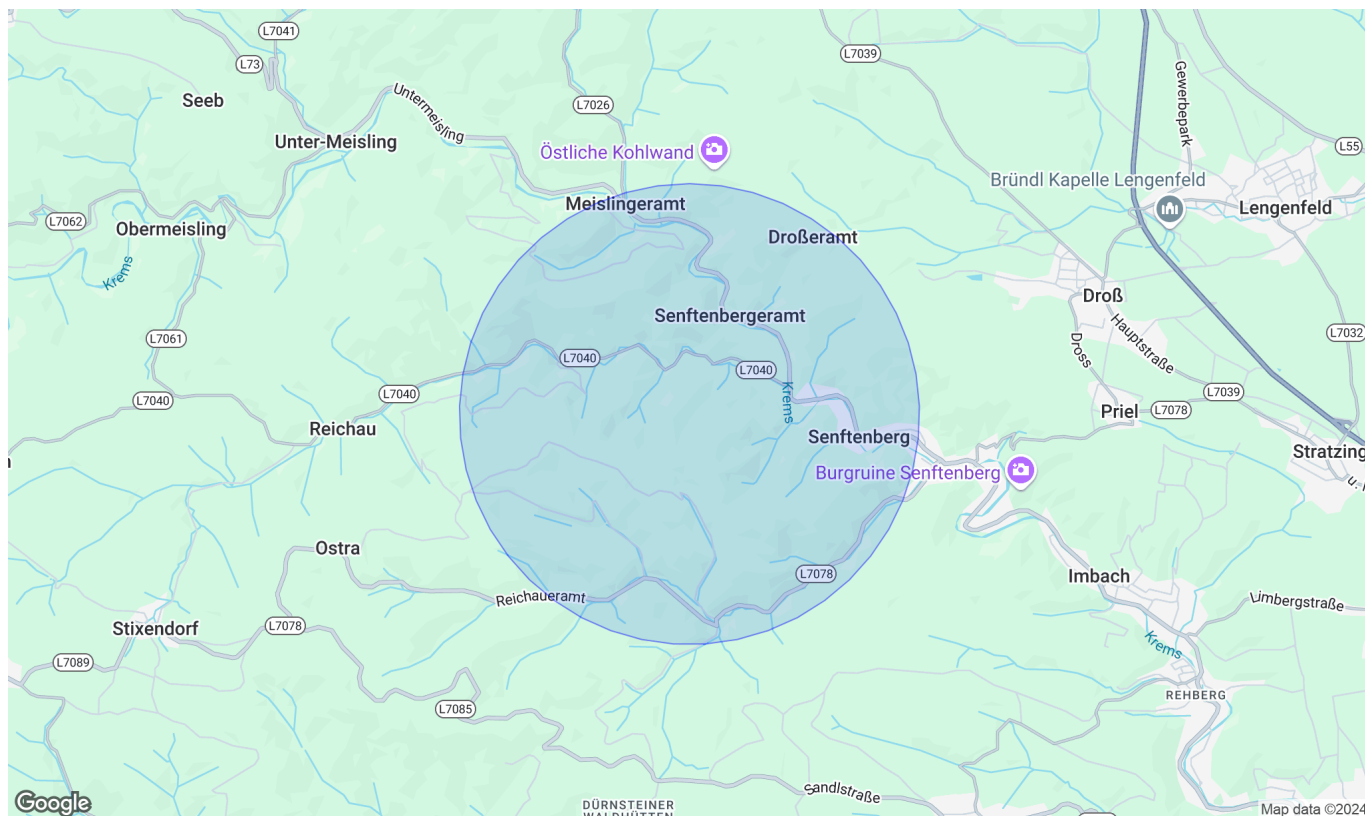 L7041
L73
L7039
Seeb
Untermeisling
L7026
Gewerbepark
Unter-Meisling
Östliche Kohlwand
L55
Bründl Kapelle Lengenfeld
Meislingeramt
Lengenfeld
L7062
Obermeisling
Droßeramt
Krems
Droß
Senftenbergeramt
L7061
Hauptstraße
L7032
Dross
L7040
L7040
L7040
Krems
L7039
L7040
Priel
L7078
Reichau
Senftenberg
Stratzing
n
Burgruine Senftenberg
u.
Ostra
L7078
Imbach
Reichaueramt
Limbergstraße
Stixendorf
L7078
Krems
L7089
REHBERG
L7085
Sandlstraße
Google
DÜRNSTEINER
WALDHÜTTEN
Map data ©2024